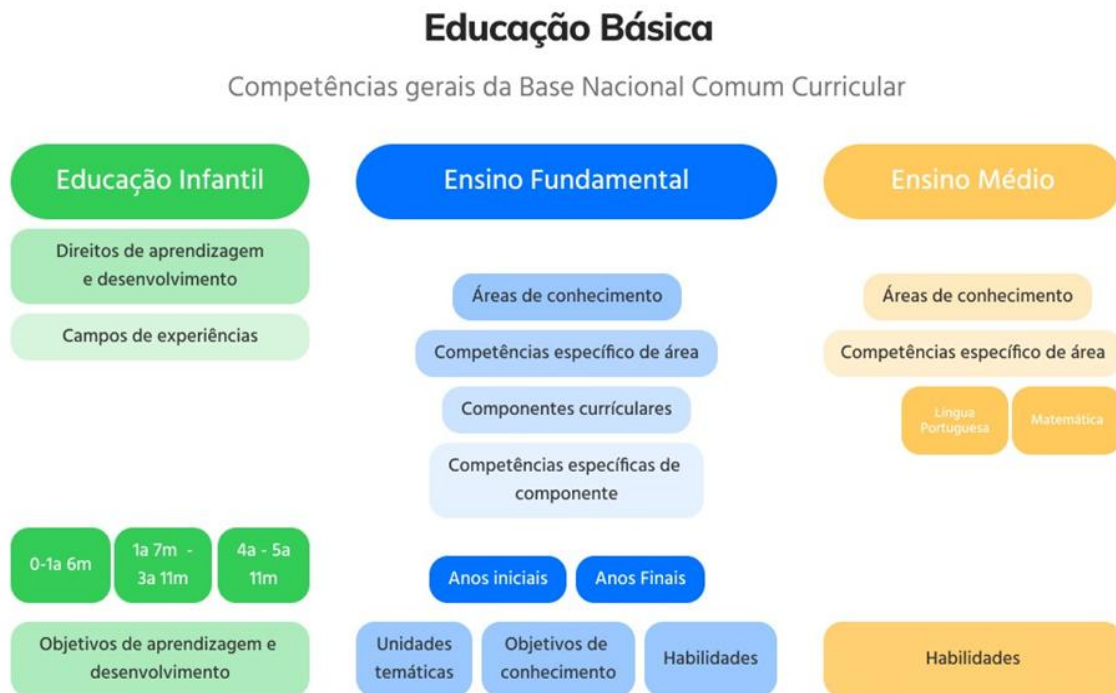 Educação Básica
Competências gerais da Base Nacional Comum Curricular
Educação Infantil
Direitos de aprendizagem
e desenvolvimento
Campos de experiências
0-1a 6m
1a 7m -
3a 11m
4a - 5a
11m
Objetivos de aprendizagem e
desenvolvimento
Ensino Fundamental
Áreas de conhecimento
Competências específico de área
Componentes currículares
Competências específicas de
componente
Anos iniciais
Anos Finais
Unidades
temáticas
Objetivos de
conhecimento
Habilidades
Ensino Médio
Áreas de conhecimento
Competências específico de área
Língua
Portuguesa
Matemática
Habilidades